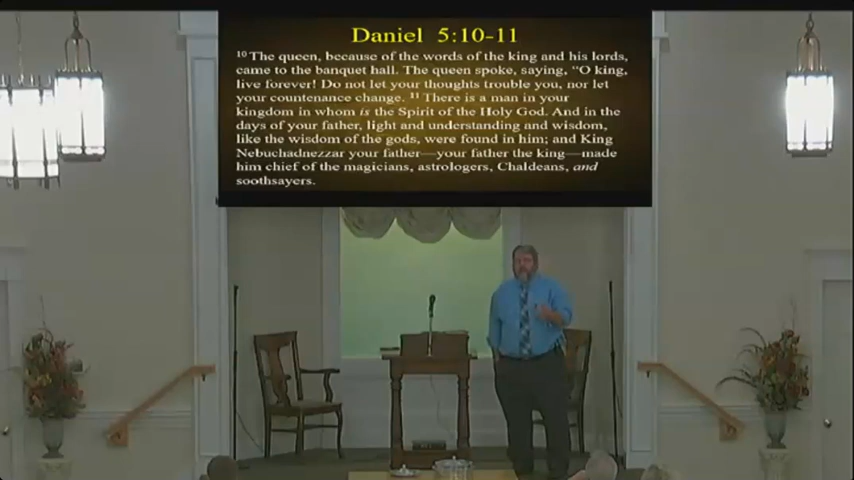 Daniel 5:10-11
10 The queen, because of the words of the king and his lords,
came to the banquet hall. The queen spoke, saying, “O king,
live forever! Do not let your thoughts trouble you, nor let
your countenance change. 11 There is a man in your
kingdom in whom is the Spirit of the Holy God. And in the
days of your father, light and understanding and wisdom,
like the wisdom of the gods, were found in him; and King
Nebuchadnezzar your father—your father the king—made
him chief of the magicians, astrologers, Chaldeans, and
soothsayers.